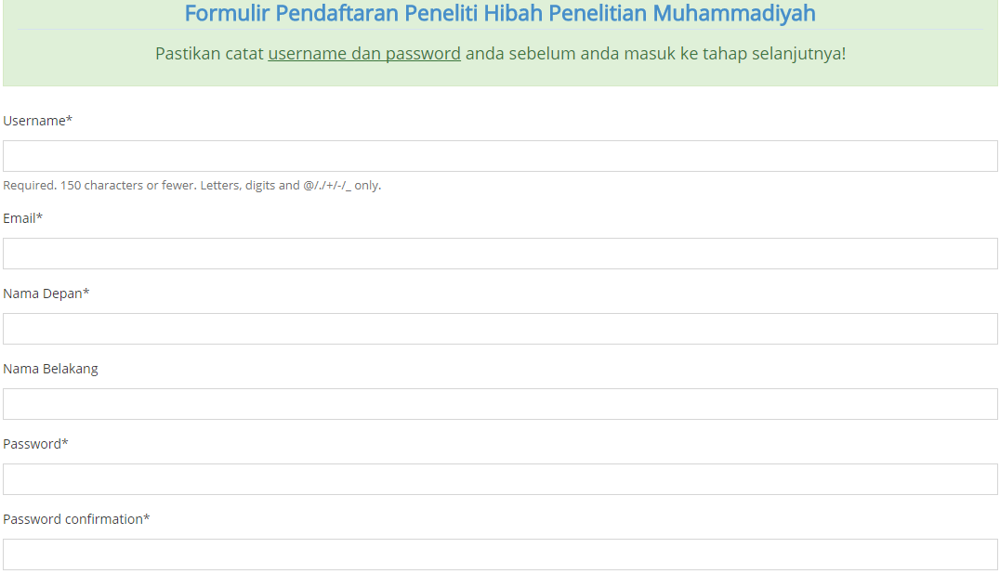 Formulir Pendaftaran Peneliti Hibah Penelitian Muhammadiyah
Pastikan catat username dan password anda sebelum anda masuk ke tahap selanjutnya!
Username*
Required. 150 characters or fewer. Letters, digits and @/./+/-/_ only.
Email*
Nama Depan*
Nama Belakang
Password*
Password confirmation*